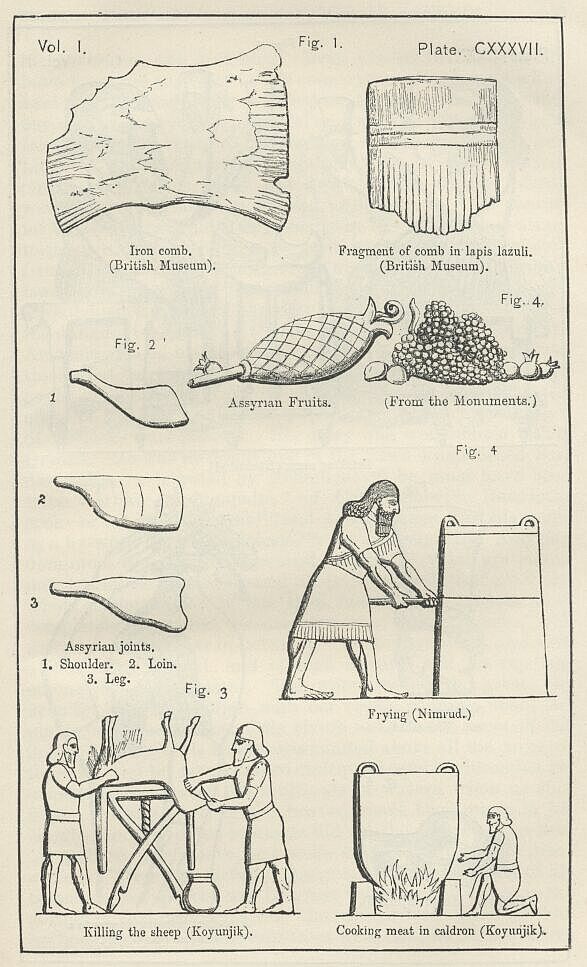 Vol. I.
Fig. 1.
Plate. CXXXVII.
Iron comb.
(British Museum).
Fragment of comb in lapis lazuli.
(British Museum).
Fig. 4.
Fig. 2
1
Assyrian Fruits.
(From the Monuments.)
Fig. 4
2
3
Assyrian joints.
1. Shoulder. 2. Loin.
3. Leg.
Frying (Nimrud.)
Fig. 3
Killing the sheep (Koyunjik).
Cooking meat in caldron (Koyunjik).